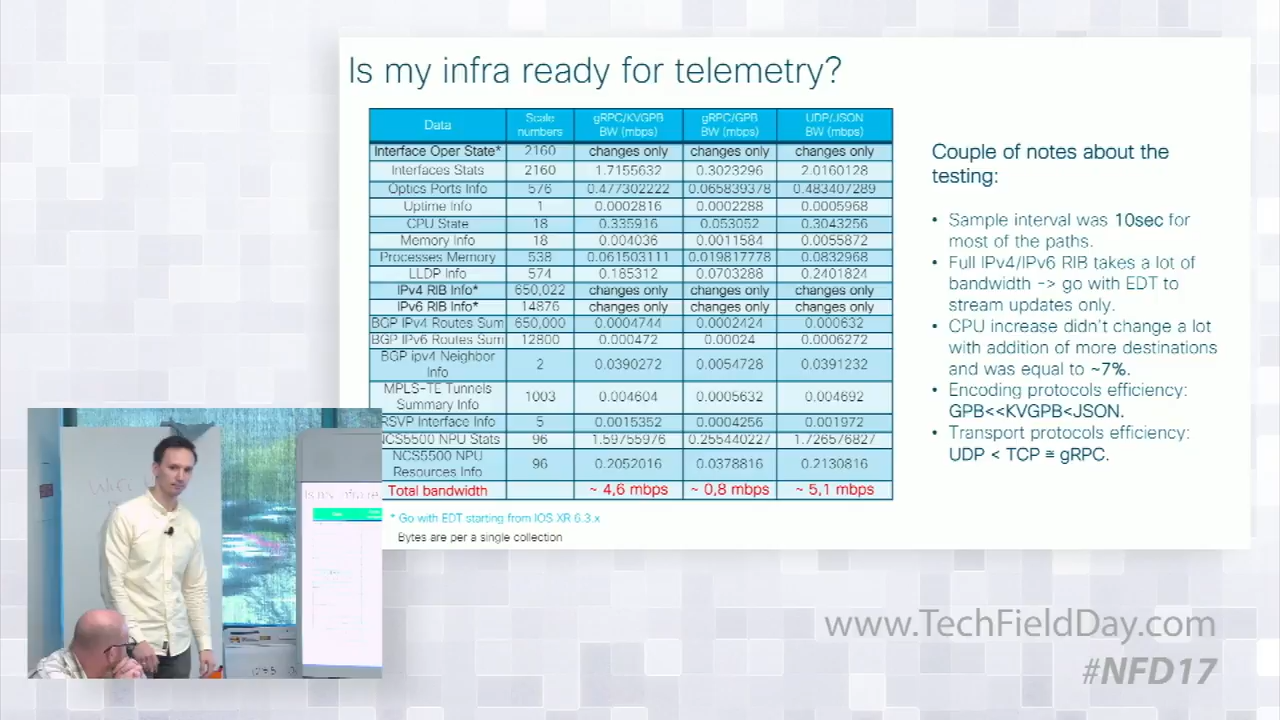 Is my infra ready for telemetry?
Data Scale numbers gRPC/KVGPB BW (mbps) gRPC/GPB BW (mbps) UDP/JSON BW (mbps)
Interface Oper State* 2160 changes only changes only changes only
Interfaces Stats 2160 1.7155632 0.3023296 2.0160128
Optics Ports Info 576 0.477302222 0.065839378 0.483407289
Uptime Info 1 0.0002816 0.0002288 0.0005968
CPU State 18 0.335916 0.053052 0.3043256
Memory Info 18 0.004036 0.0011584 0.0055872
Processes Memory 538 0.061503111 0.019817778 0.0832968
LLDP Info 574 0.185312 0.0703288 0.2401824
IPv4 RIB Info* 650,022 changes only changes only changes only
IPv6 RIB Info* 14876 changes only changes only changes only
BGP IPv4 Routes Sum 650,000 0.0004744 0.0002424 0.000632
BGP IPv6 Routes Sum 12800 0.000472 0.00024 0.0006272
BGP ipv4 Neighbor Info 2 0.0390272 0.0054728 0.0391232
MPLS-TE Tunnels Summary Info 1003 0.004604 0.0005632 0.004692
RSVP Interface Info 5 0.0015352 0.0004256 0.001972
NCS5500 NPU Stats 96 1.59755976 0.255440227 1.726576827
NCS5500 NPU Resources Info 96 0.2052016 0.0378816 0.2130816
Total bandwidth ~ 4,6 mbps ~ 0,8 mbps ~ 5,1 mbps
* Go with EDT starting from IOS XR 6.3.x
Bytes are per a single collection
Couple of notes about the
testing:
• Sample interval was 10sec for
most of the paths.
• Full IPv4/IPv6 RIB takes a lot of
bandwidth -> go with EDT to
stream updates only.
• CPU increase didn't change a lot
with addition of more destinations
and was equal to ~7%.
• Encoding protocols efficiency:
GPB<<KVGPB<JSON.
• Transport protocols efficiency:
UDP < TCP ≅ gRPC.
www.TechFieldDay.com
#NFD17